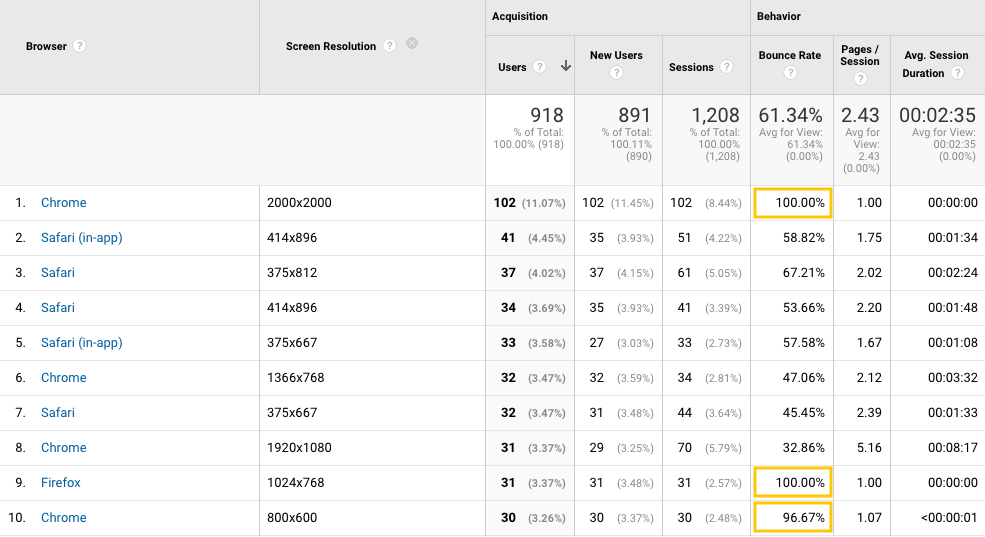 Acquisition Behavior
Browser ? Screen Resolution ? Users ? New Users ? Sessions ? Bounce Rate ? Pages / Session ? Avg. Session Duration ?
918 891 1,208 61.34% 2.43 00:02:35
% of Total: 100.00% (918) % of Total: 100.11% (890) % of Total: 100.00% (1,208) Avg for View: 61.34% (0.00%) Avg for View: 2.43 (0.00%) Avg for View: 00:02:35 (0.00%)
1. Chrome 2000x2000 102 (11.07%) 102 (11.45%) 102 (8.44%) 100.00% 1.00 00:00:00
2. Safari (in-app) 414x896 41 (4.45%) 35 (3.93%) 51 (4.22%) 58.82% 1.75 00:01:34
3. Safari 375x812 37 (4.02%) 37 (4.15%) 61 (5.05%) 67.21% 2.02 00:02:24
4. Safari 414x896 34 (3.69%) 35 (3.93%) 41 (3.39%) 53.66% 2.20 00:01:48
5. Safari (in-app) 375x667 33 (3.58%) 27 (3.03%) 33 (2.73%) 57.58% 1.67 00:01:08
6. Chrome 1366x768 32 (3.47%) 32 (3.59%) 34 (2.81%) 47.06% 2.12 00:03:32
7. Safari 375x667 32 (3.47%) 31 (3.48%) 44 (3.64%) 45.45% 2.39 00:01:33
8. Chrome 1920x1080 31 (3.37%) 29 (3.25%) 70 (5.79%) 32.86% 5.16 00:08:17
9. Firefox 1024x768 31 (3.37%) 31 (3.48%) 31 (2.57%) 100.00% 1.00 00:00:00
10. Chrome 800x600 30 (3.26%) 30 (3.37%) 30 (2.48%) 96.67% 1.07 <00:00:01